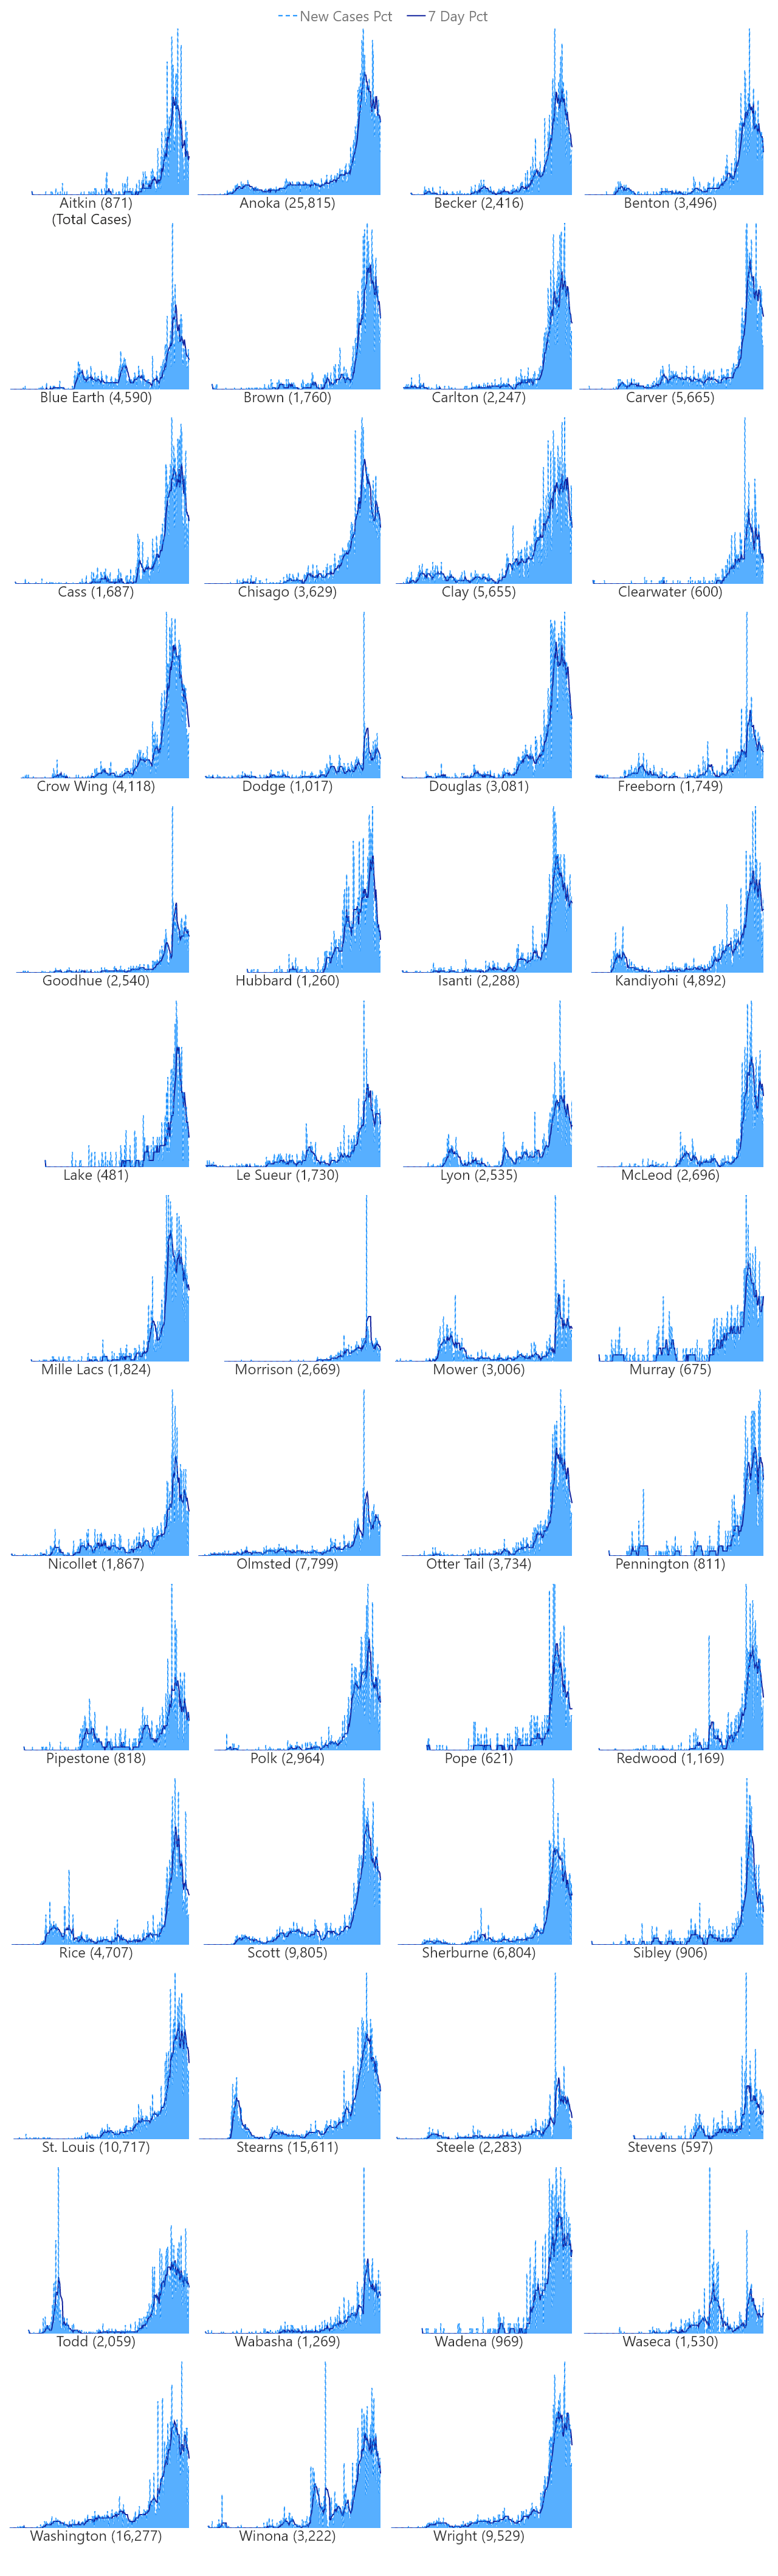 New Cases Pct 7 Day Pct
Aitkin (871) Anoka (25,815) Becker (2,416) Benton (3,496)
(Total Cases)
Blue Earth (4,590) Brown (1,760) Carlton (2,247) Carver (5,665)
Cass (1,687) Chisago (3,629) Clay (5,655) Clearwater (600)
Crow Wing (4,118) Dodge (1,017) Douglas (3,081) Freeborn (1,749)
Goodhue (2,540) Hubbard (1,260) Isanti (2,288) Kandiyohi (4,892)
Lake (481) Le Sueur (1,730) Lyon (2,535) McLeod (2,696)
Mille Lacs (1,824) Morrison (2,669) Mower (3,006) Murray (675)
Nicollet (1,867) Olmsted (7,799) Otter Tail (3,734) Pennington (811)
Pipestone (818) Polk (2,964) Pope (621) Redwood (1,169)
Rice (4,707) Scott (9,805) Sherburne (6,804) Sibley (906)
St. Louis (10,717) Stearns (15,611) Steele (2,283) Stevens (597)
Todd (2,059) Wabasha (1,269) Wadena (969) Waseca (1,530)
Washington (16,277) Winona (3,222) Wright (9,529)